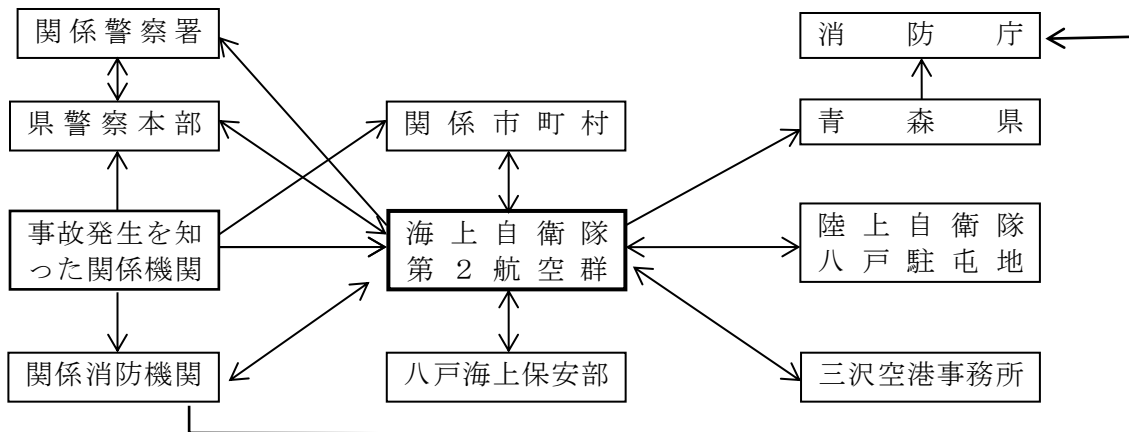 関係警察署
消防庁
県警察本部
関係市町村
青森県
事故発生を知
った関係機関
海上自衛隊
第２航空群
陸上自衛隊
八戸駐屯地
関係消防機関
八戸海上保安部
三沢空港事務所